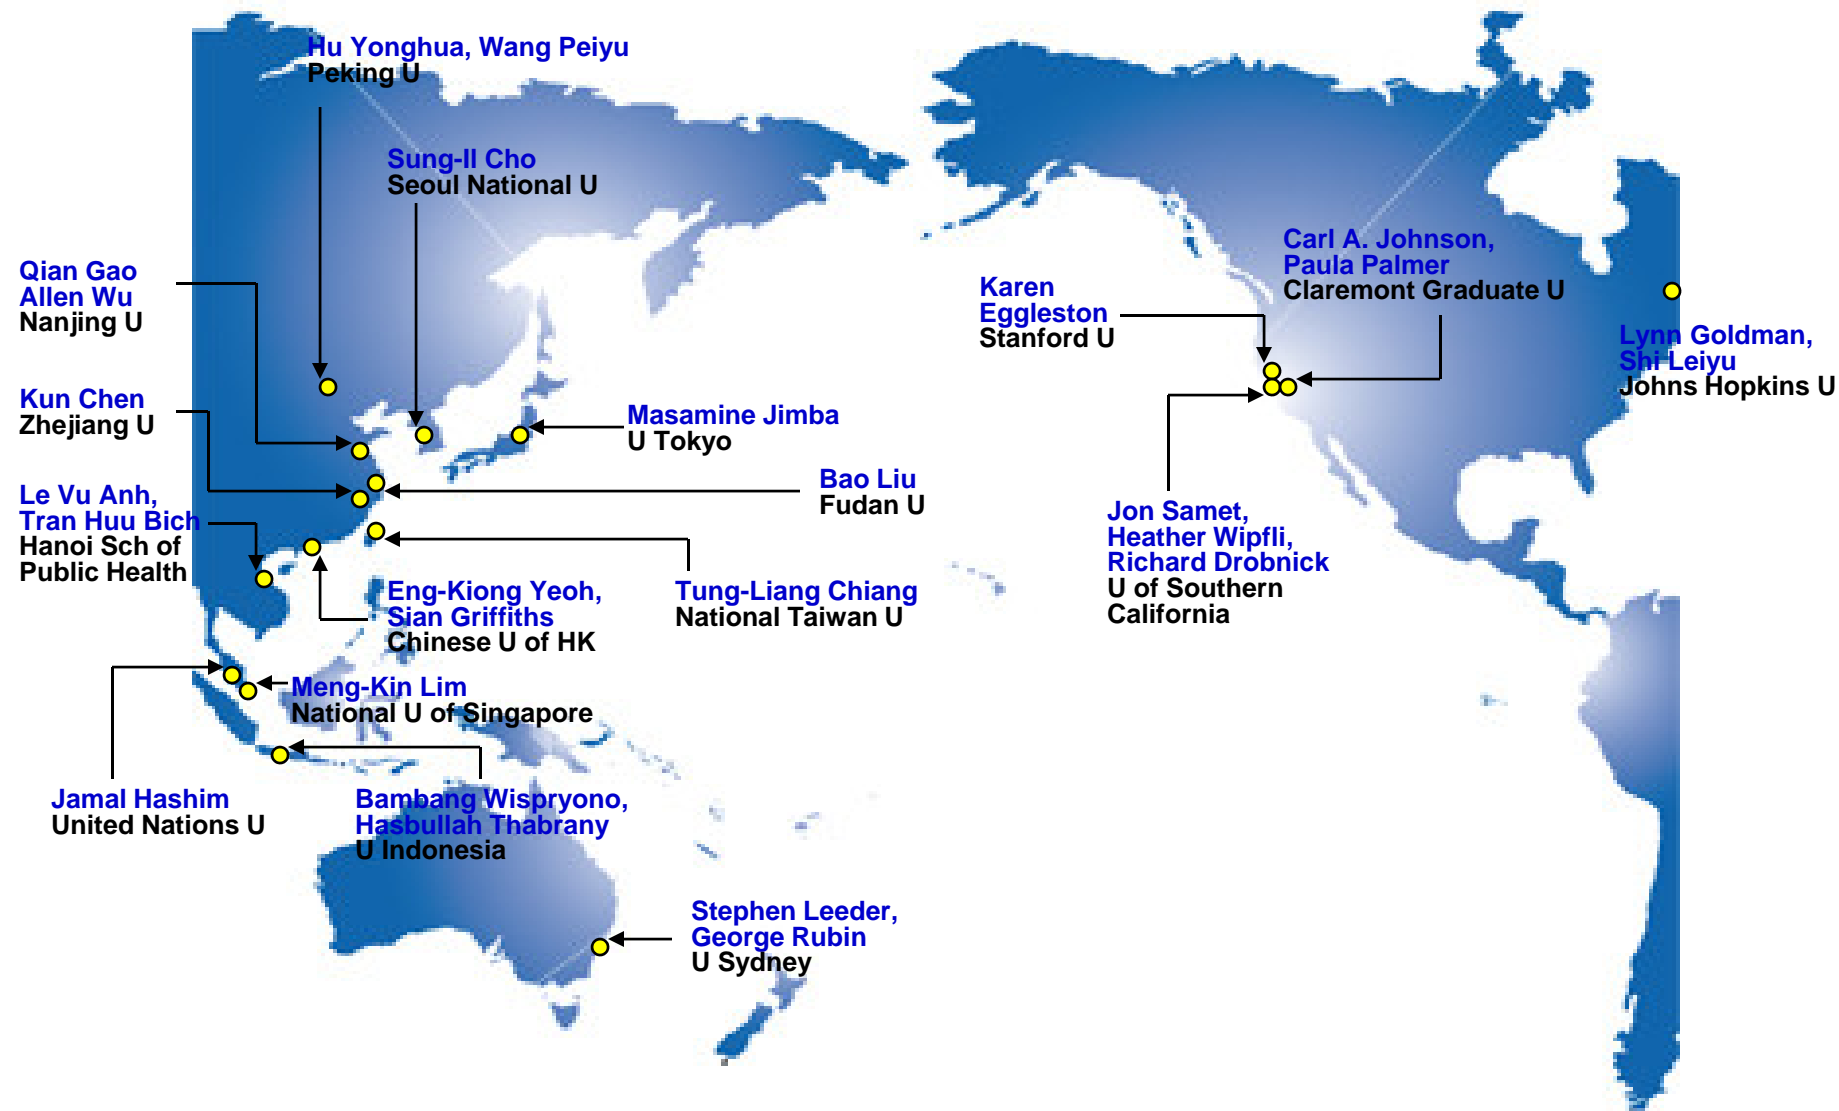 Hu Yonghua, Wang Peiyu
Peking U
Sung-Il Cho
Seoul National U
Qian Gao
Allen Wu
Nanjing U
Kun Chen
Zhejiang U
Le Vu Anh,
Tran Huu Bich
Hanoi Sch of
Public Health
Masamine Jimba
U Tokyo
Bao Liu
Fudan U
Eng-Kiong Yeoh,
Sian Griffiths
Chinese U of HK
Tung-Liang Chiang
National Taiwan U
Meng-Kin Lim
National U of Singapore
Jamal Hashim
United Nations U
Bambang Wispryono,
Hasbullah Thabrany
U Indonesia
Stephen Leeder,
George Rubin
U Sydney
Karen
Eggleston
Stanford U
Carl A. Johnson,
Paula Palmer
Claremont Graduate U
Lynn Goldman,
Shi Leiyu
Johns Hopkins U
Jon Samet,
Heather Wipfli,
Richard Drobnick
U of Southern
California